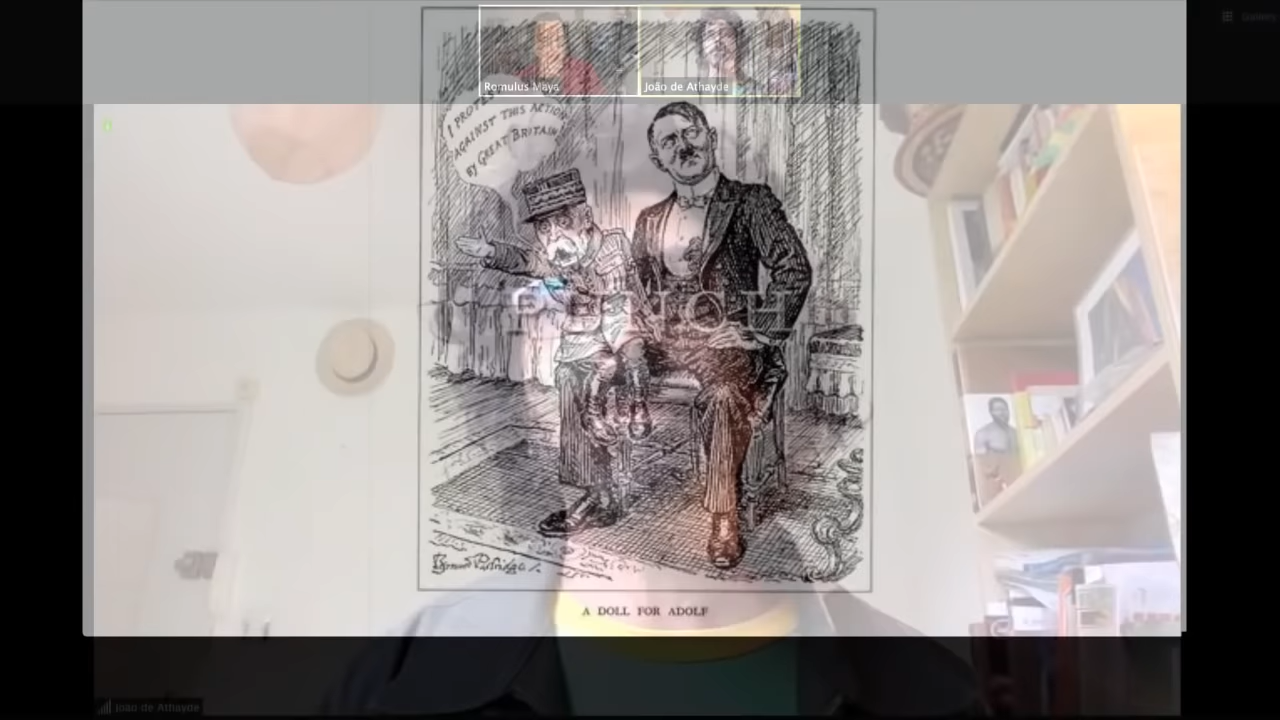 Romulus Maya
João de Athayde
I PROTEST
AGAINST THIS ACTION
BY GREAT BRITAIN
PUNCH
A DOLL FOR ADOLF
João de Athayde